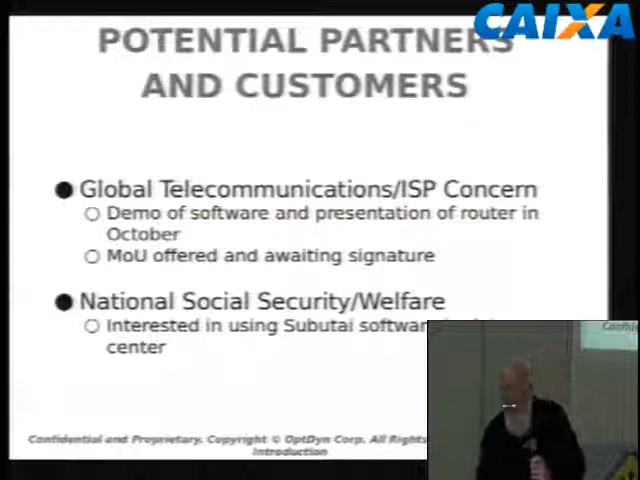 CAIXA
POTENTIAL PARTNERS
AND CUSTOMERS
● Global Telecommunications/ISP Concern
○ Demo of software and presentation of router in
October
○ MoU offered and awaiting signature
● National Social Security/Welfare
○ Interested in using Subutai
center
Confidential and Proprietary. Copyright © OptDyn Corp. All Rights
Introduction